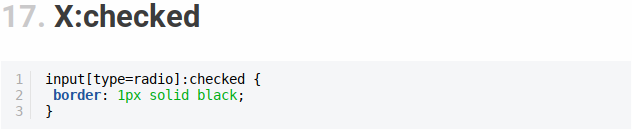 17. X:checked
1 input[type=radio]:checked {
2  border: 1px solid black;
3 }